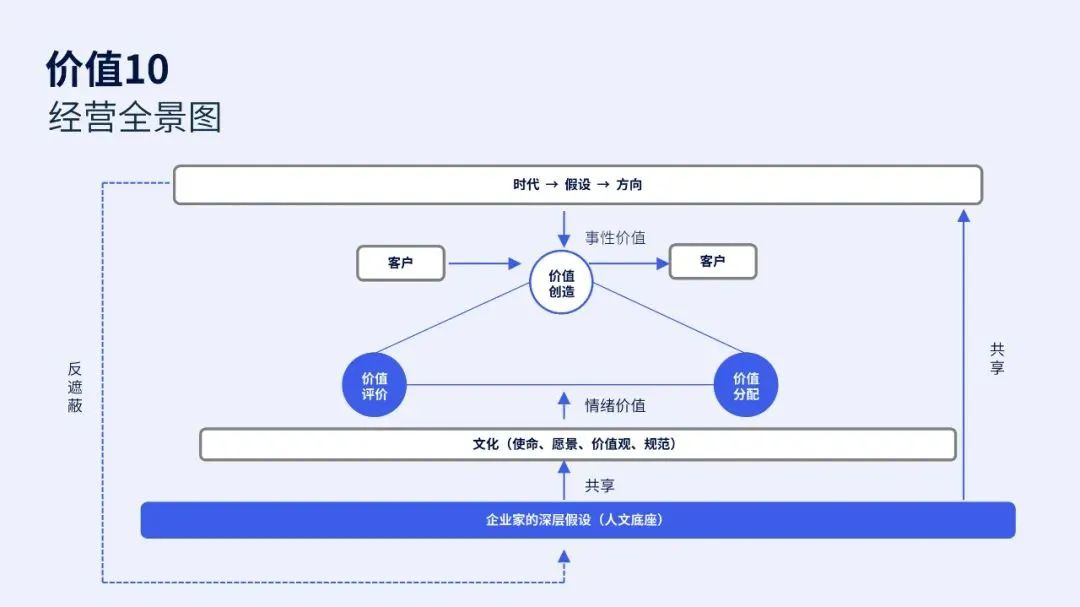 价值10
经营全景图
时代 → 假设 → 方向
事性价值
客户
价值
创造
客户
反
遮
蔽
共
享
价值
评价
价值
分配
情绪价值
文化（使命、愿景、价值观、规范）
共享
企业家的深层假设（人文底座）